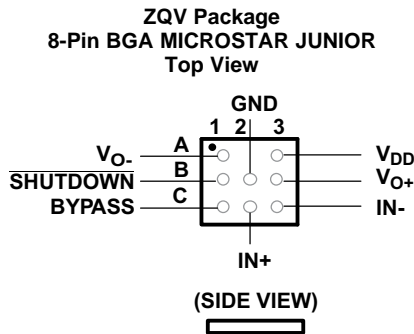 ZQV Package
8-Pin BGA MICROSTAR JUNIOR
Top View
GND
1 2 3
VO- A VDD
SHUTDOWN B VO+
BYPASS C IN-
IN+
(SIDE VIEW)